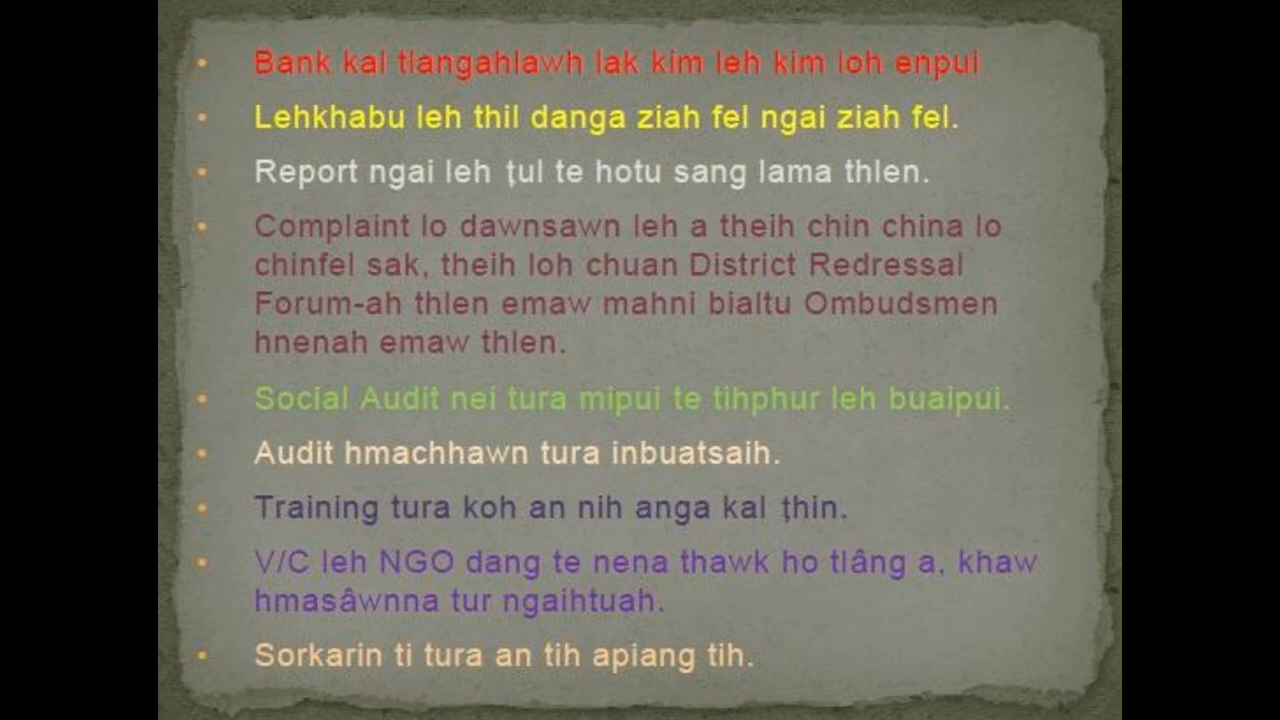 • Bank kal tlangahlawh lak kim leh kim loh enpui
• Lehkhabu leh thil danga ziah fel ngai ziah fel.
• Report ngai leh ţul te hotu sang lama thlen.
• Complaint lo dawnsawn leh a theih chin china lo
chinfel sak, theih loh chuan District Redressal
Forum-ah thlen emaw mahni bialtu Ombudsmen
hnenah emaw thlen.
• Social Audit nei tura mipui te tihphur leh buaipui.
• Audit hmachhawn tura inbuatsaih.
• Training tura koh an nih anga kal ţhin.
• V/C leh NGO dang te nena thawk ho tlâng a, khaw
hmasâwnna tur ngaihtuah.
• Sorkarin ti tura an tih apiang tih.